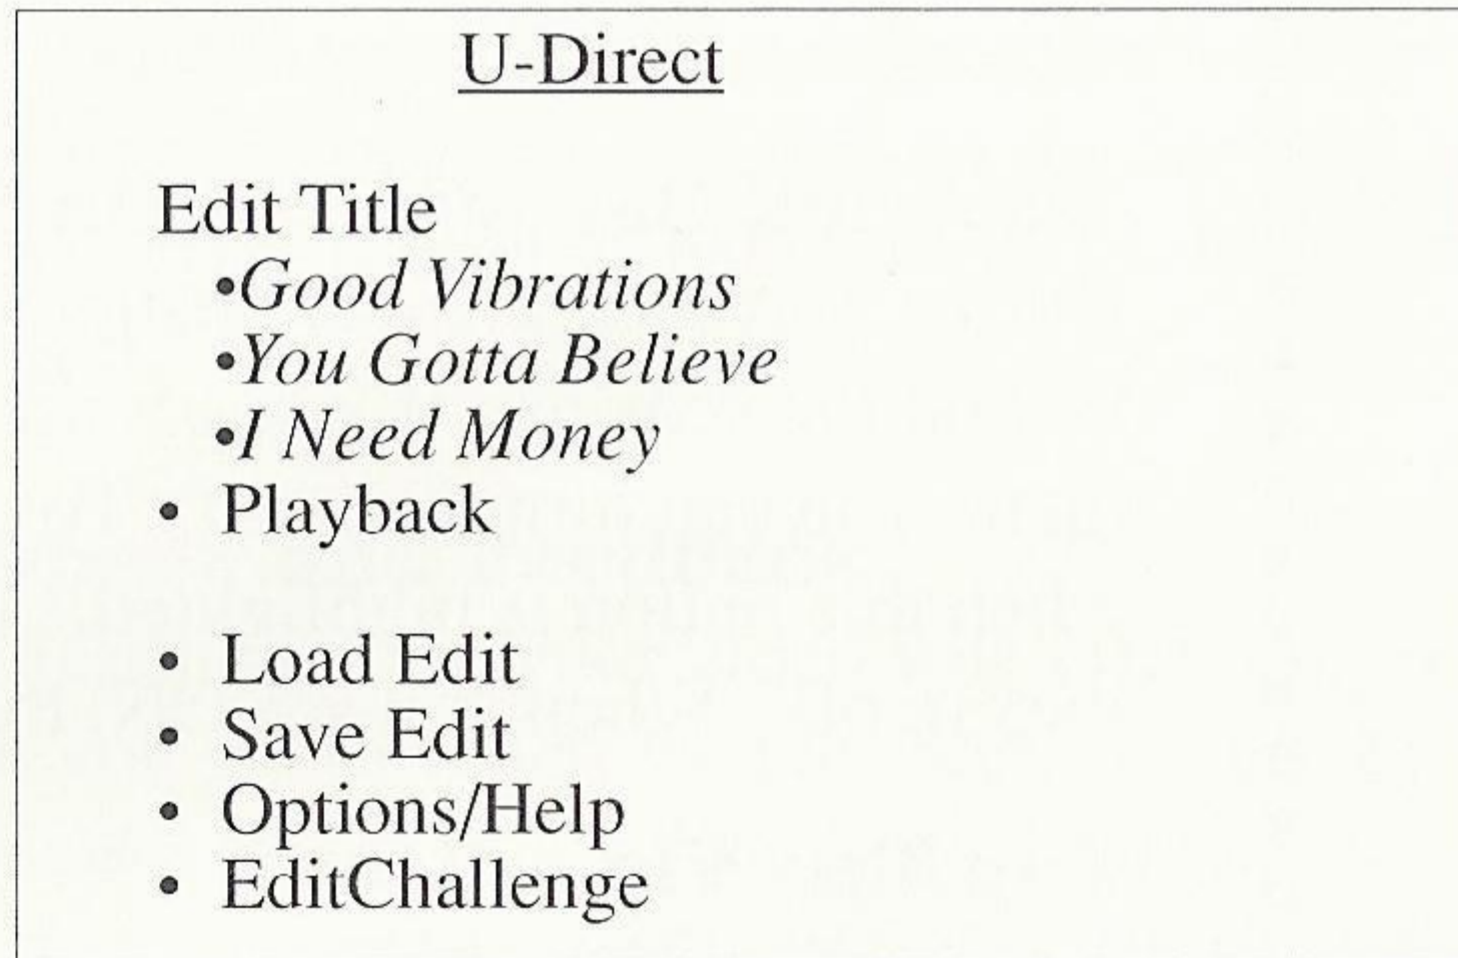 U-Direct
Edit Title
•Good Vibrations
•You Gotta Believe
•I Need Money
• Playback
• Load Edit
• Save Edit
• Options/Help
• EditChallenge